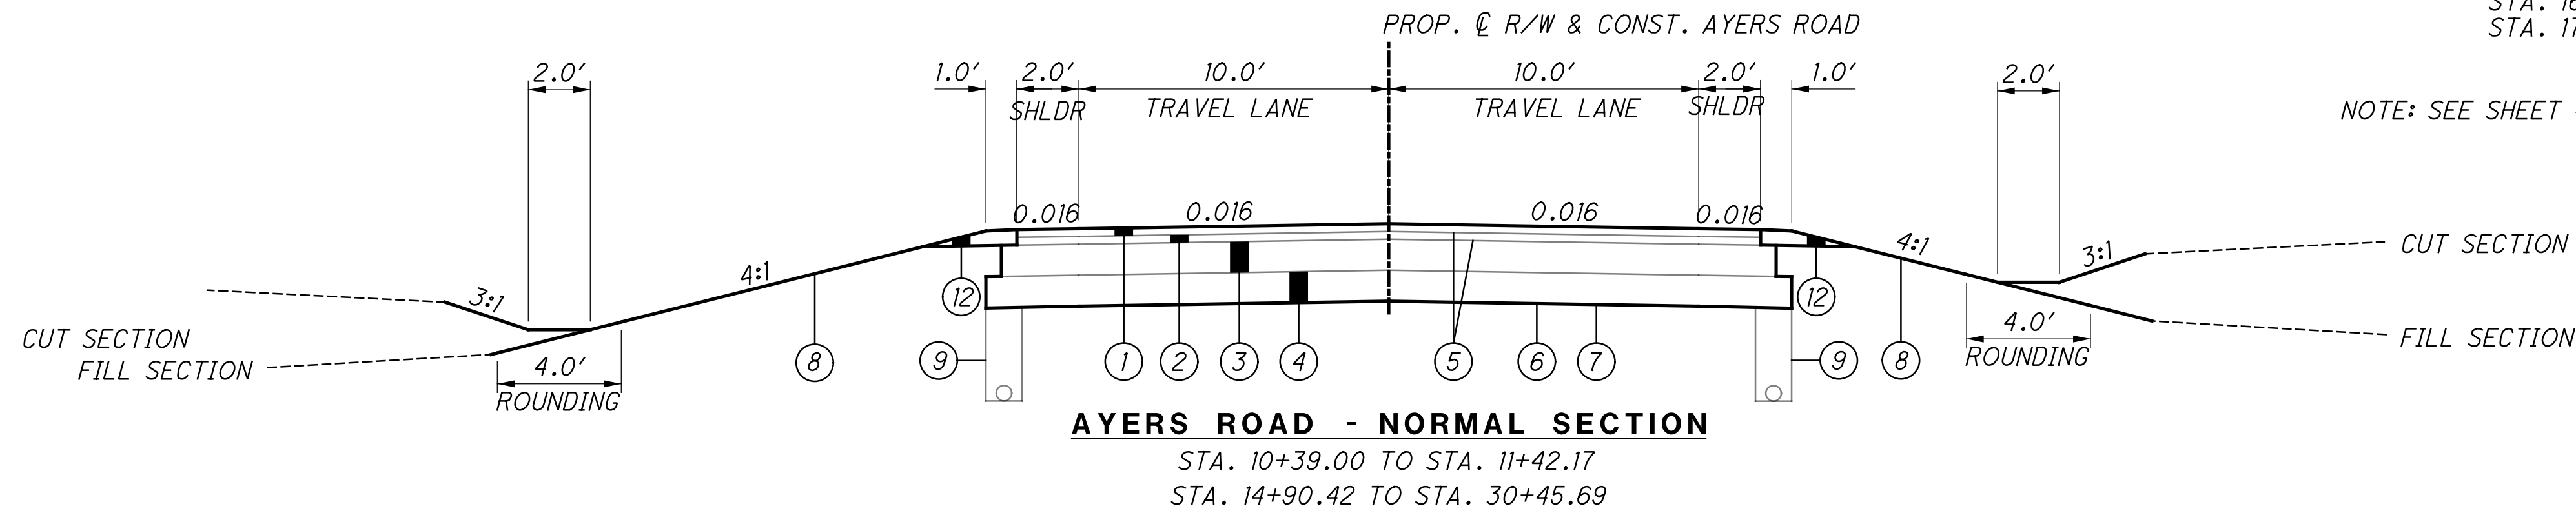 PROP. ℄ R/W & CONST. AYERS ROAD
STA. 16
STA. 17
2.0' 1.0' 2.0' 10.0' 10.0' 2.0' 1.0' 2.0'
SHLDR TRAVEL LANE TRAVEL LANE SHLDR
NOTE: SEE SHEET
0.016 0.016 0.016 0.016
4:1 4:1
3:1 3:1
CUT SECTION
12 12
CUT SECTION
FILL SECTION
4.0'
ROUNDING
FILL SECTION
4.0'
ROUNDING
8 9 1 2 3 4 5 6 7 9 8
AYERS ROAD - NORMAL SECTION
STA. 10+39.00 TO STA. 11+42.17
STA. 14+90.42 TO STA. 30+45.69